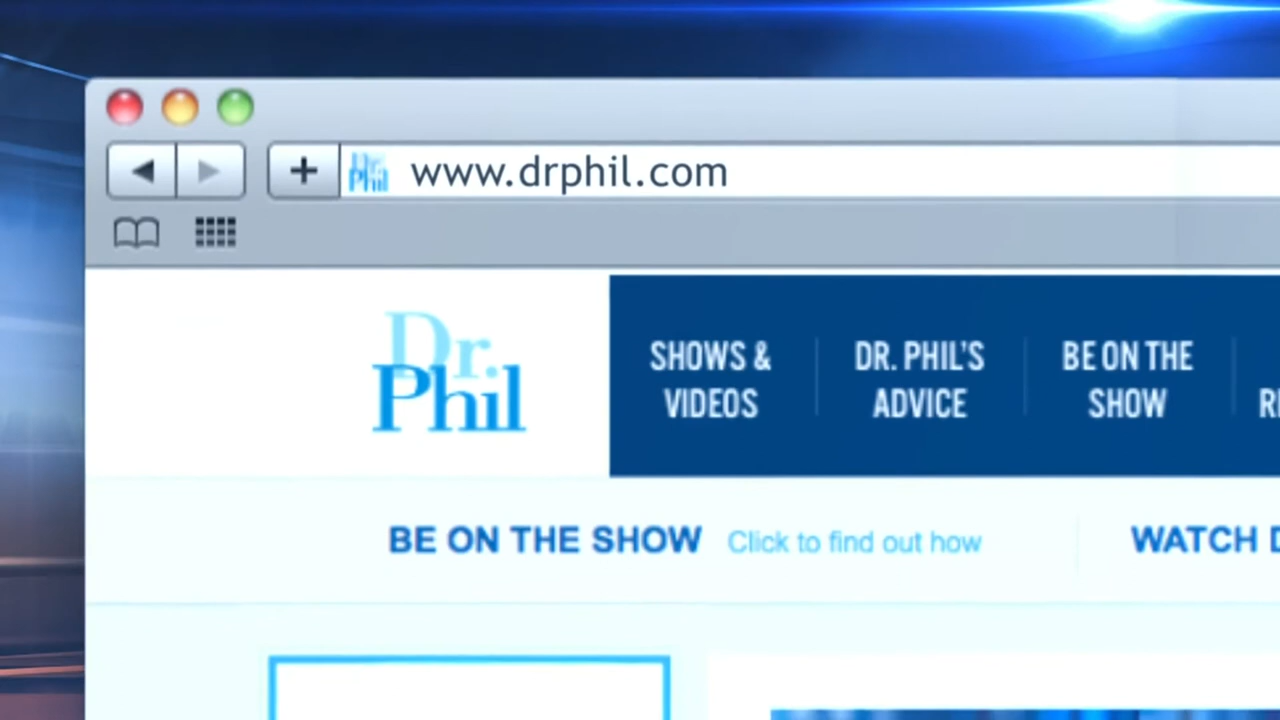 Dr.
Phil
www.drphil.com
Dr.
Phil
SHOWS &
VIDEOS
DR. PHIL'S
ADVICE
BE ON THE
SHOW
BE ON THE SHOW Click to find out how
WATCH